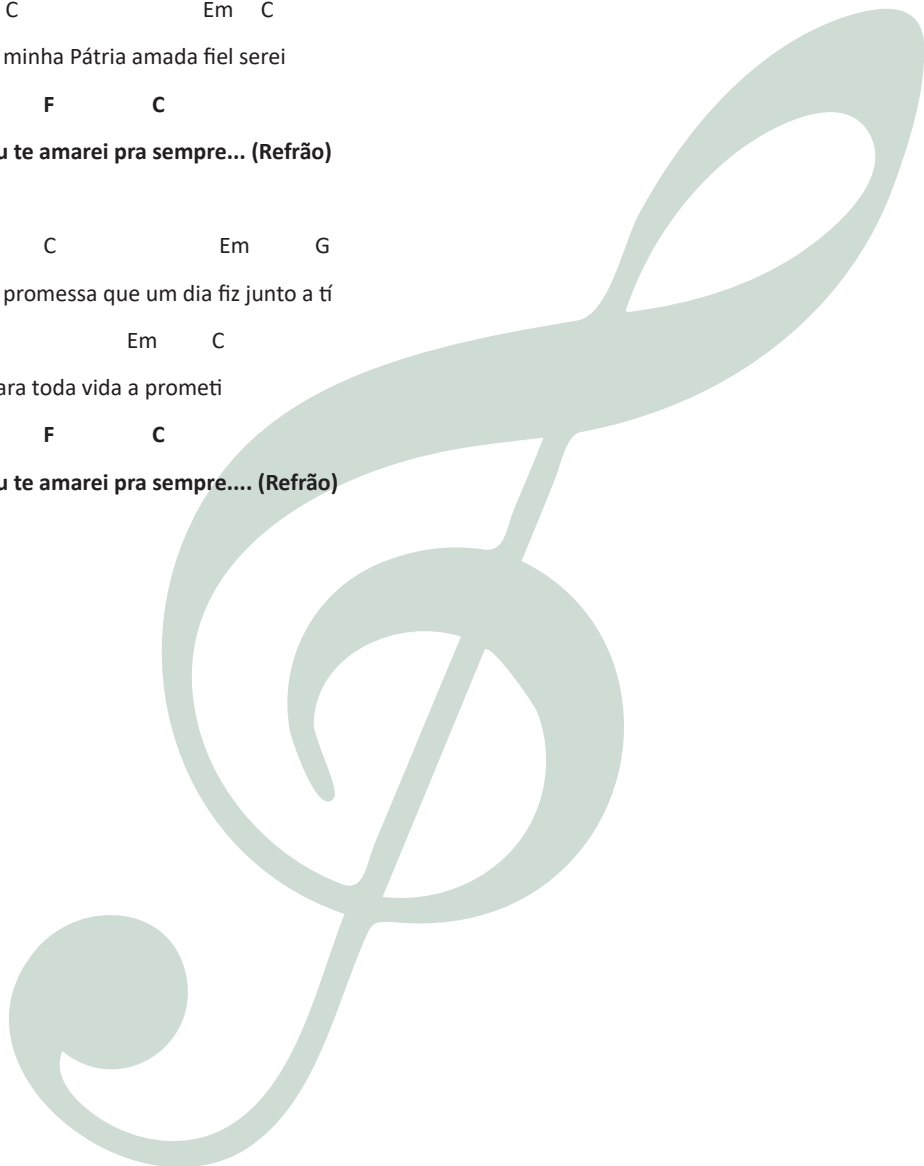 C Em C
minha Pátria amada fiel serei
F C
u te amarei pra sempre... (Refrão)
C Em G
promessa que um dia fiz junto a tí
Em C
ara toda vida a prometi
F C
u te amarei pra sempre.... (Refrão)